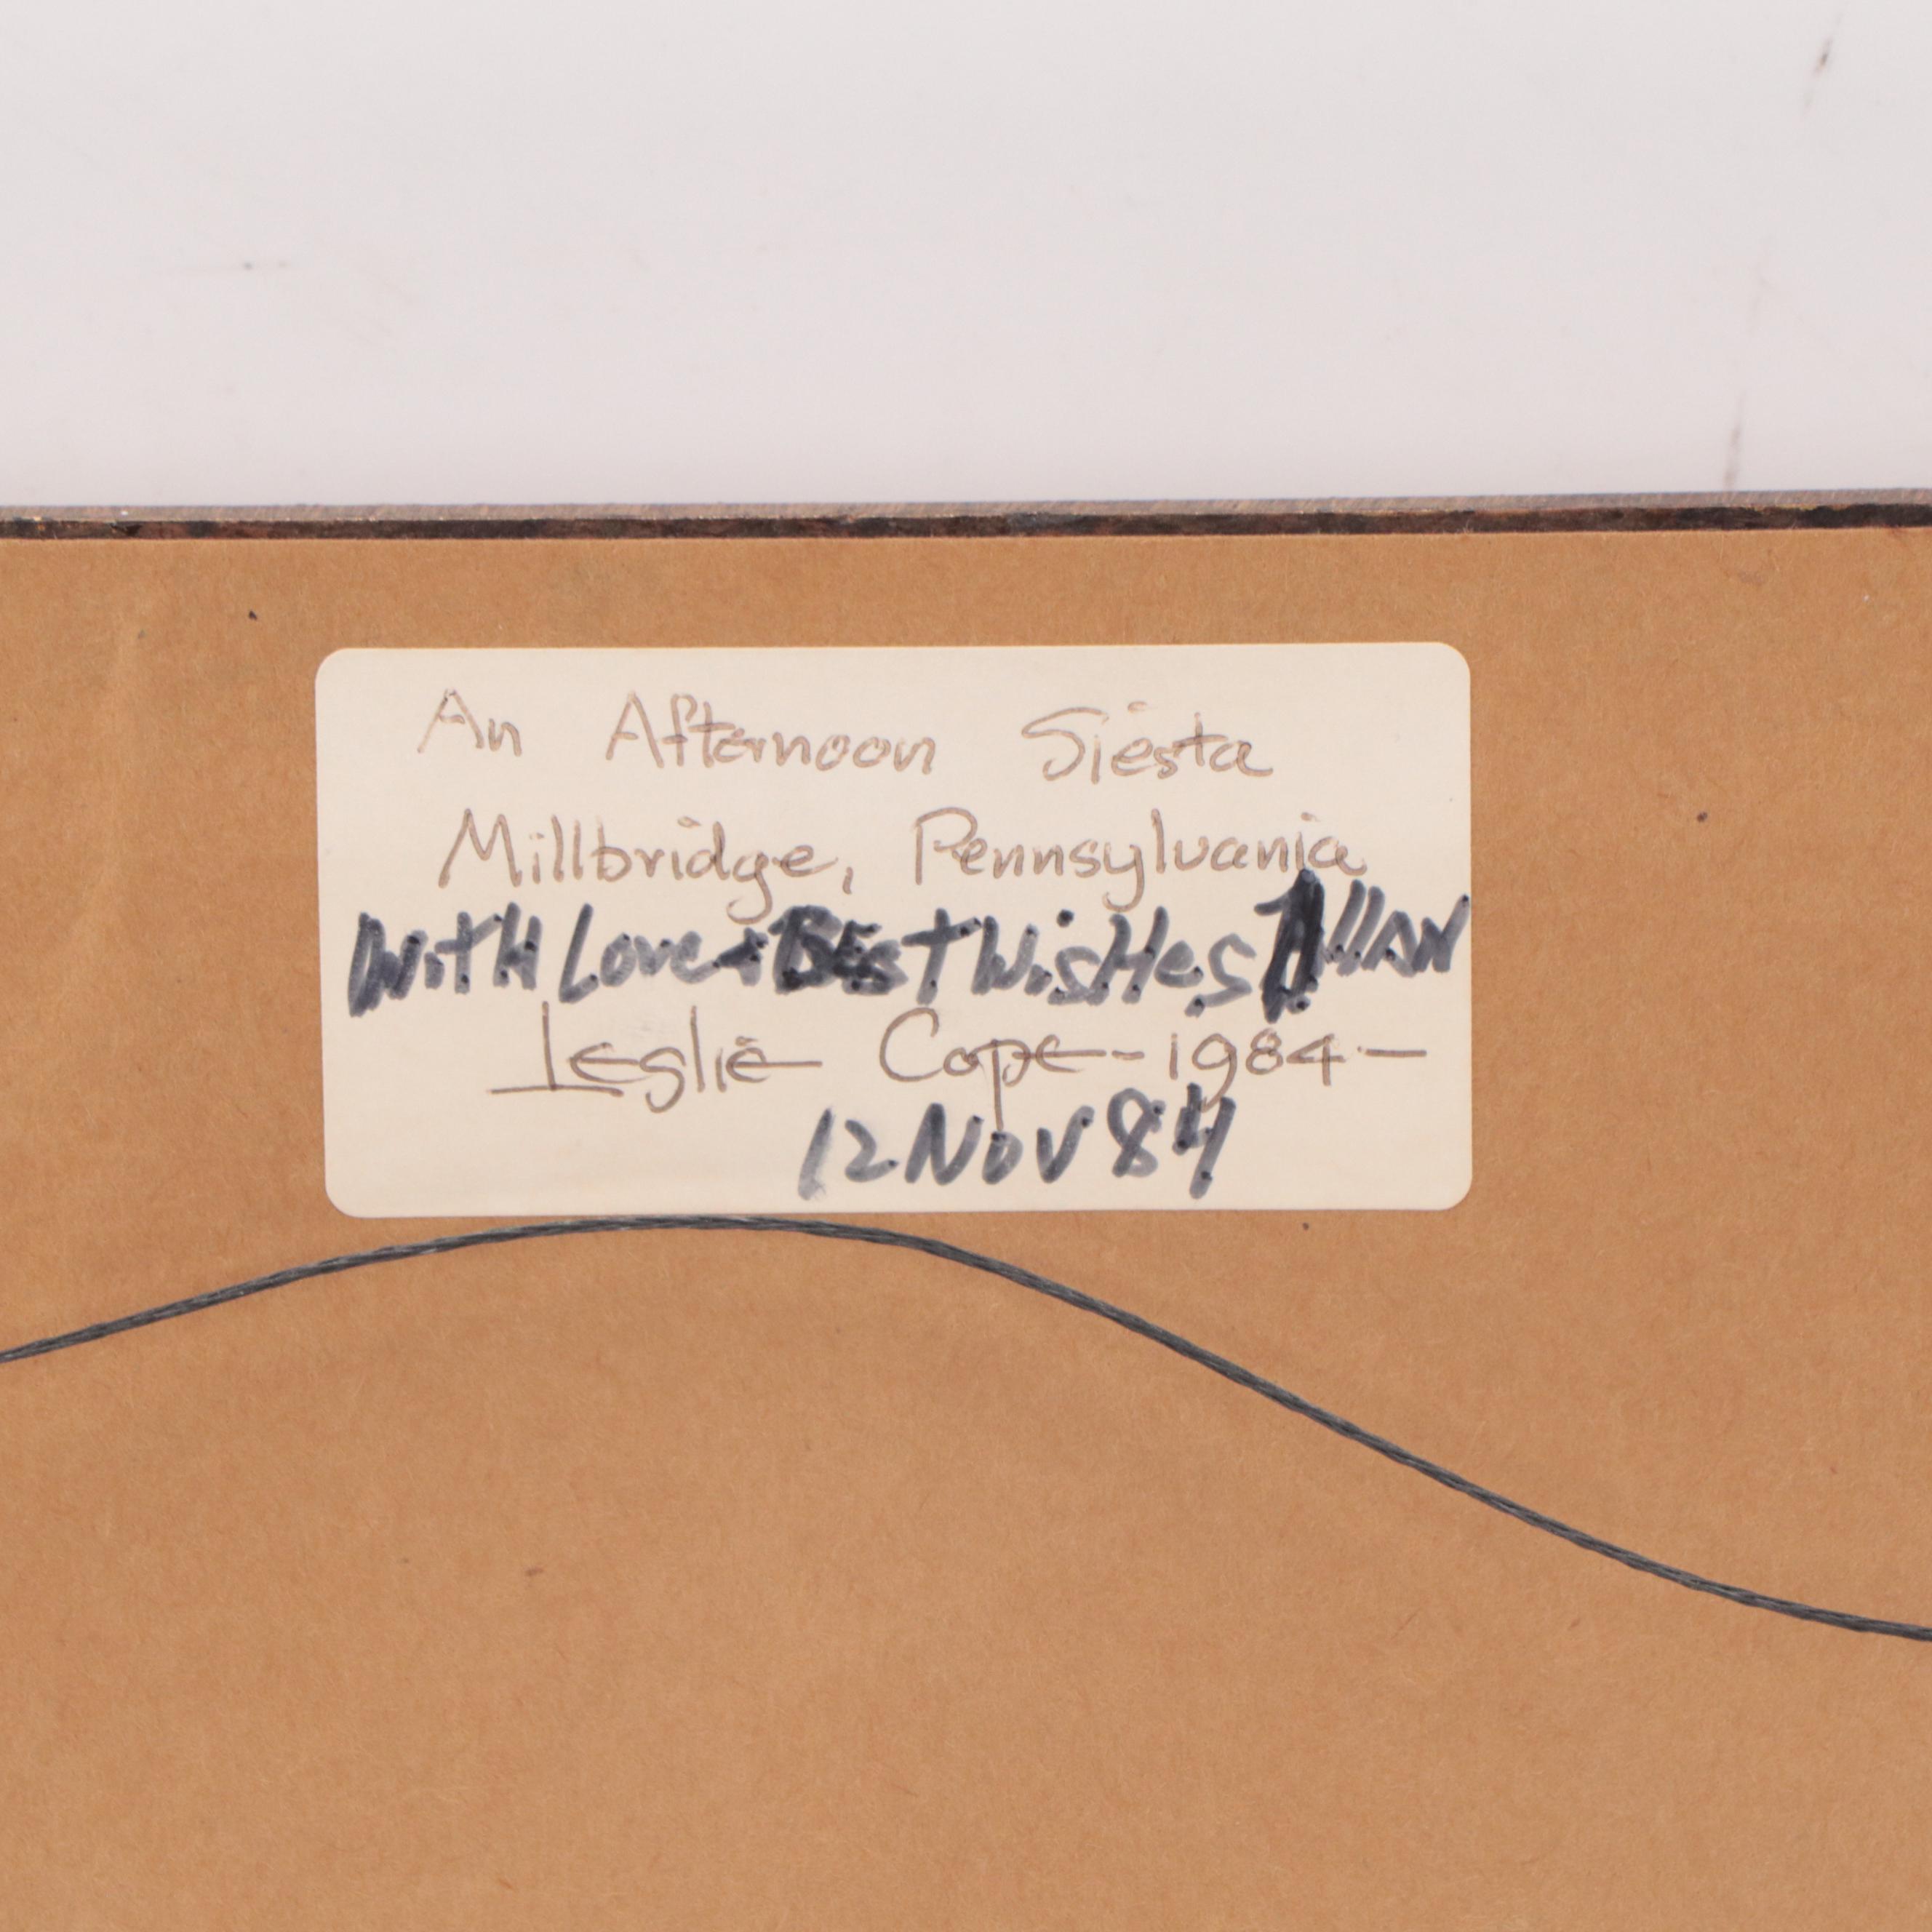 An Afternoon Siesta
Millbridge, Pennsylvania
WitH Love + BEst WisHes AllAN
Leslie Cope - 1984 -
12 NOV 84